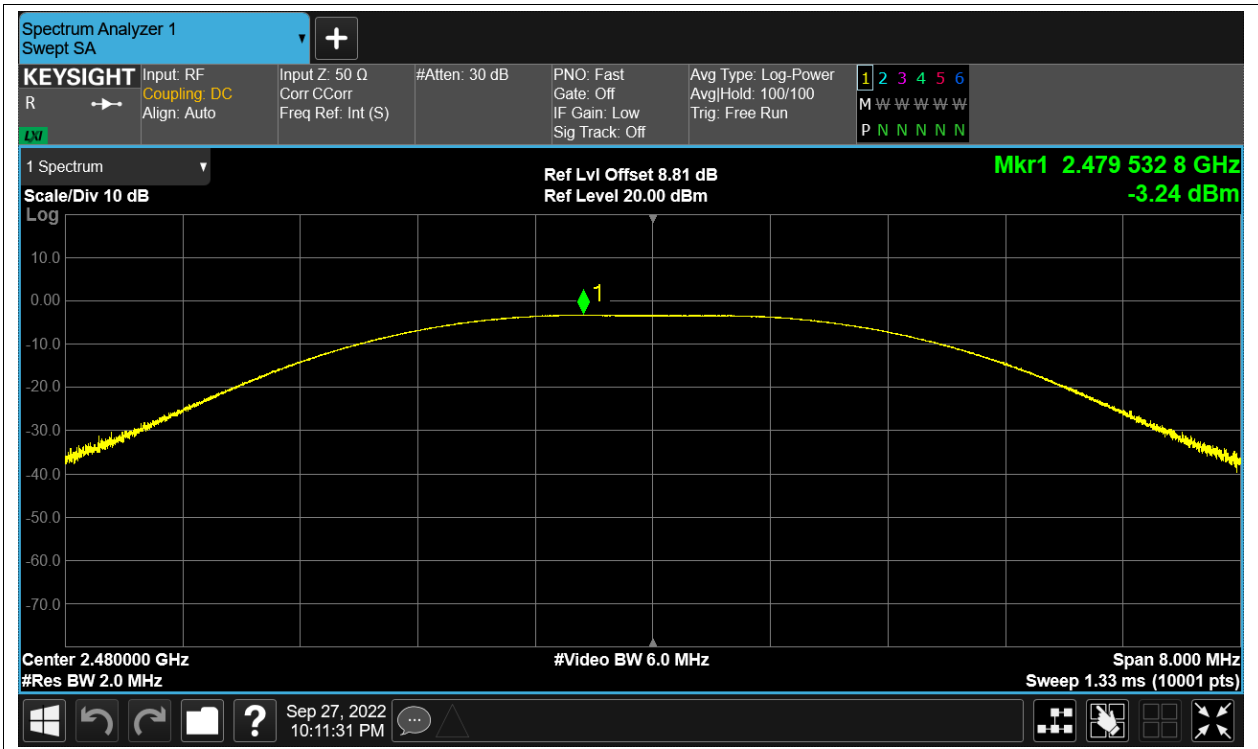 Spectrum Analyzer 1
Swept SA
KEYSIGHT
R
LXI
Input: RF
Coupling: DC
Align: Auto
Input Z: 50 Ω
Corr CCorr
Freq Ref: Int (S)
#Atten: 30 dB
PNO: Fast
Gate: Off
IF Gain: Low
Sig Track: Off
Avg Type: Log-Power
Avg|Hold: 100/100
Trig: Free Run
1 2 3 4 5 6
M W W W W W
P N N N N N
1 Spectrum
Scale/Div 10 dB
Log
Ref Lvl Offset 8.81 dB
Ref Level 20.00 dBm
Mkr1 2.479 532 8 GHz
-3.24 dBm
10.0
0.00
1
-10.0
-20.0
-30.0
-40.0
-50.0
-60.0
-70.0
Center 2.480000 GHz
#Video BW 6.0 MHz
Span 8.000 MHz
#Res BW 2.0 MHz
Sweep 1.33 ms (10001 pts)
?
Sep 27, 2022
10:11:31 PM